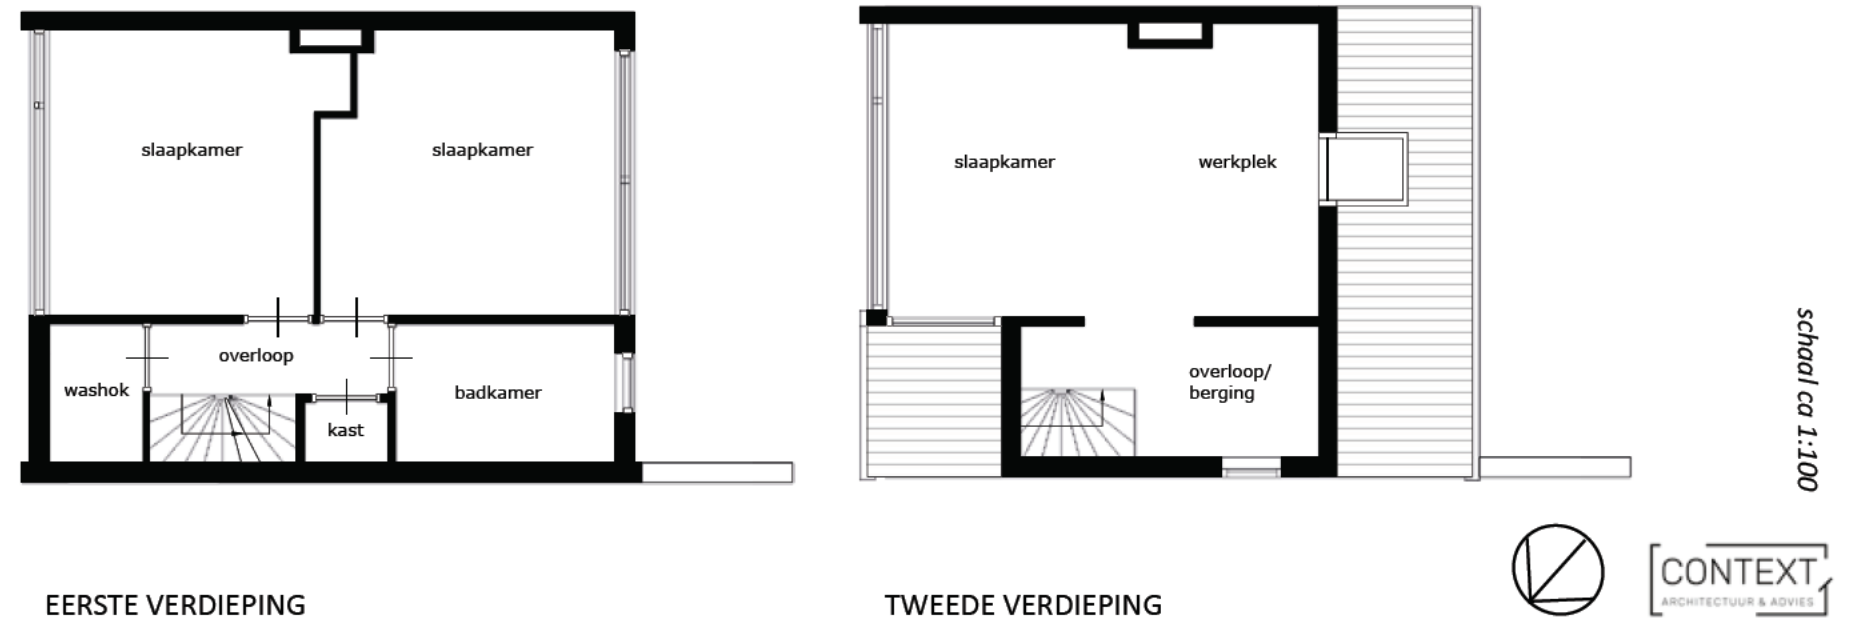 slaapkamer
slaapkamer
overloop
washok
badkamer
kast
EERSTE VERDIEPING
slaapkamer
werkplek
overloop/
berging
TWEEDE VERDIEPING
schaal ca 1:100
CONTEXT
ARCHITECTUUR & ADVIES